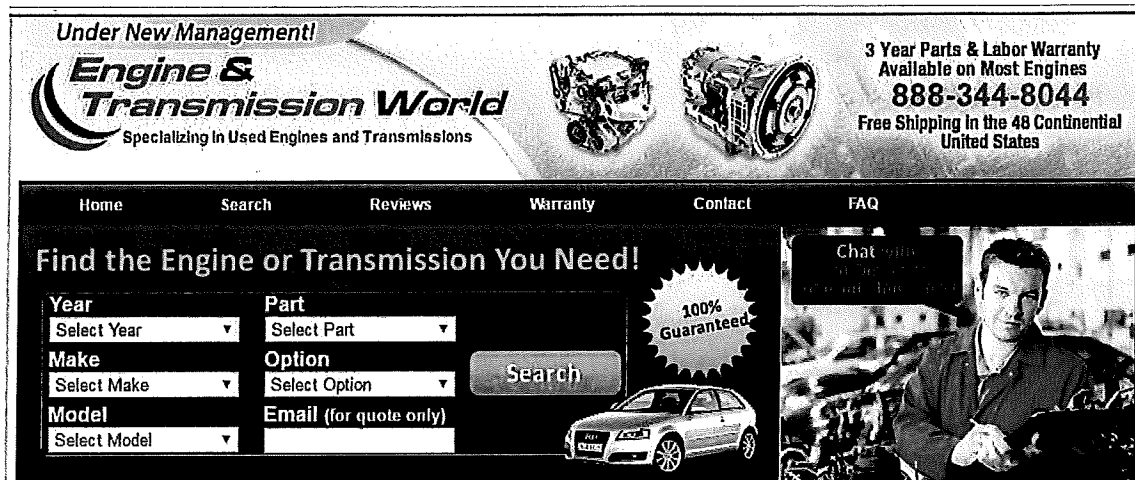 Under New Management!
Engine &
Transmission World
Specializing In Used Engines and Transmissions
3 Year Parts & Labor Warranty
Available on Most Engines
888-344-8044
Free Shipping in the 48 Continential
United States
Home Search Reviews Warranty Contact FAQ
Find the Engine or Transmission You Need!
Year Part
Select Year Select Part
Make Option
Select Make Select Option
Model Email (for quote only)
Select Model
Search
100%
Guaranteed
Chat